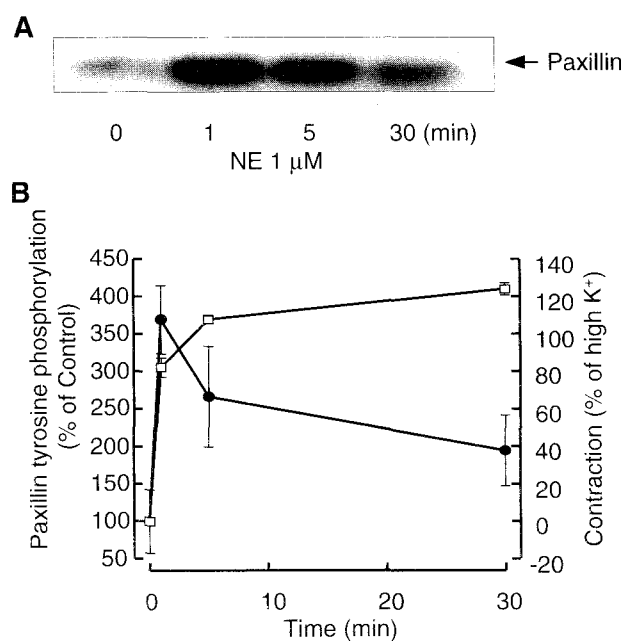 A
Paxillin
0 1 5 30 (min)
NE 1 μM
B
Paxillin tyrosine phosphorylation
(% of Control)
450
400
350
300
250
200
150
100
50
140
120
100
80
60
40
20
0
-20
Contraction (% of high K⁺)
0 10 20 30
Time (min)